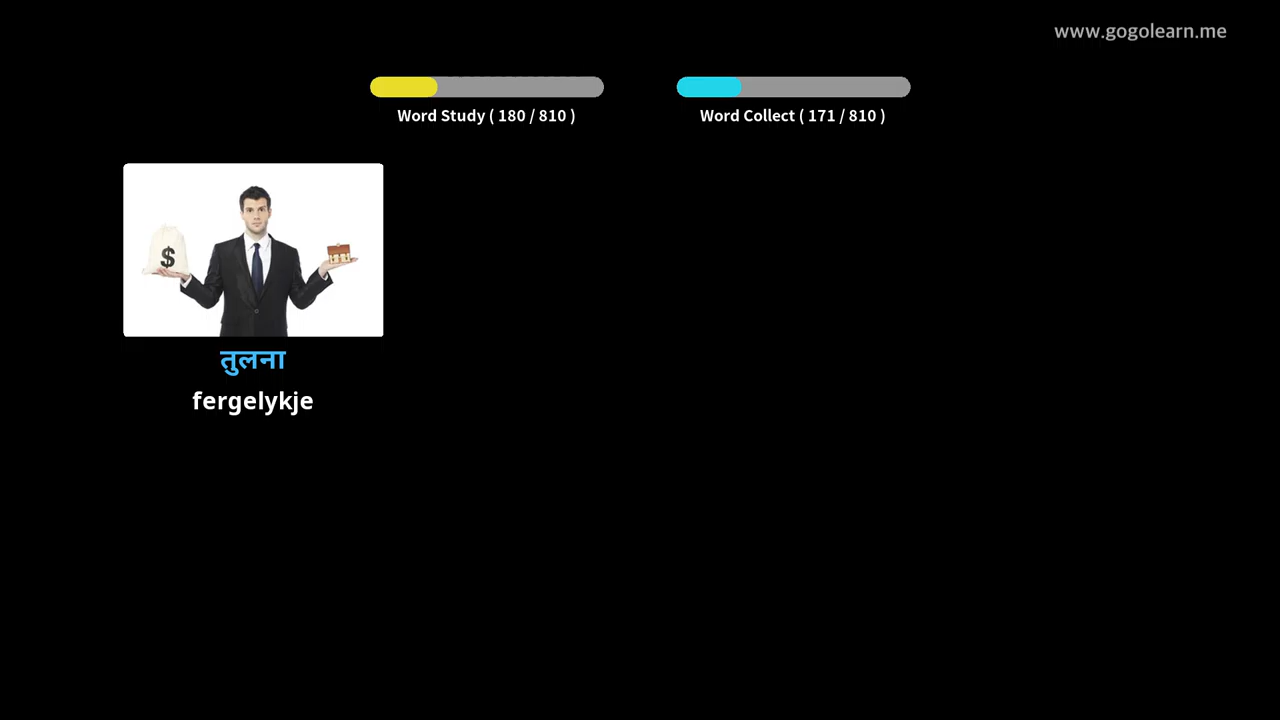 www.gogolearn.me
Word Study ( 180 / 810 )
Word Collect ( 171 / 810 )
$
तुलना
fergelykje